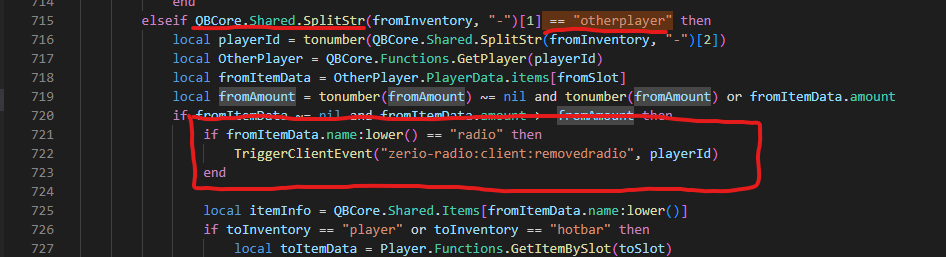 714 end
715 elseif QBCore.Shared.SplitStr(fromInventory, "-")[1] == "otherplayer" then
716 local playerId = tonumber(QBCore.Shared.SplitStr(fromInventory, "-")[2])
717 local OtherPlayer = QBCore.Functions.GetPlayer(playerId)
718 local fromItemData = OtherPlayer.PlayerData.items[fromSlot]
719 local fromAmount = tonumber(fromAmount) ~= nil and tonumber(fromAmount) or fromItemData.amount
720 if fromItemData ~= nil and fromItemData.amount > fromAmount then
721 if fromItemData.name:lower() == "radio" then
722 TriggerClientEvent("zerio-radio:client:removedradio", playerId)
723 end
724
725 local itemInfo = QBCore.Shared.Items[fromItemData.name:lower()]
726 if toInventory == "player" or toInventory == "hotbar" then
727 local toItemData = Player.Functions.GetItemBySlot(toSlot)